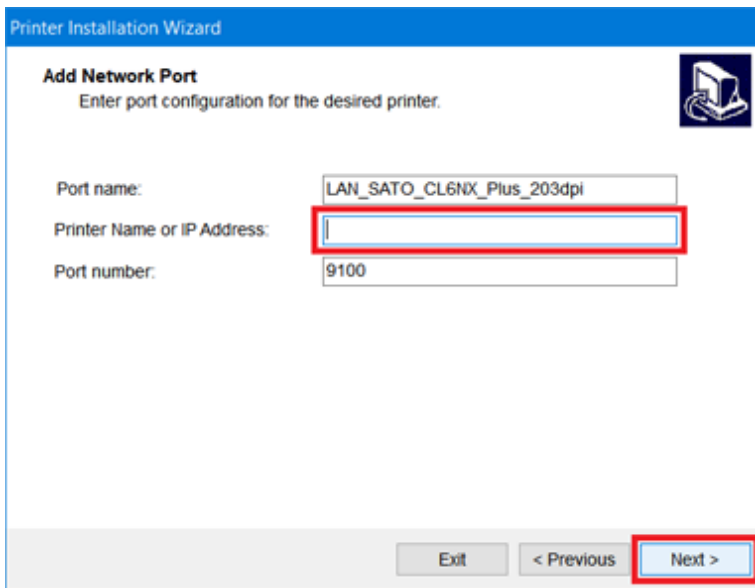 Printer Installation Wizard
Add Network Port
Enter port configuration for the desired printer.
Port name: LAN_SATO_CL6NX_Plus_203dpi
Printer Name or IP Address:
Port number: 9100
Exit < Previous Next >